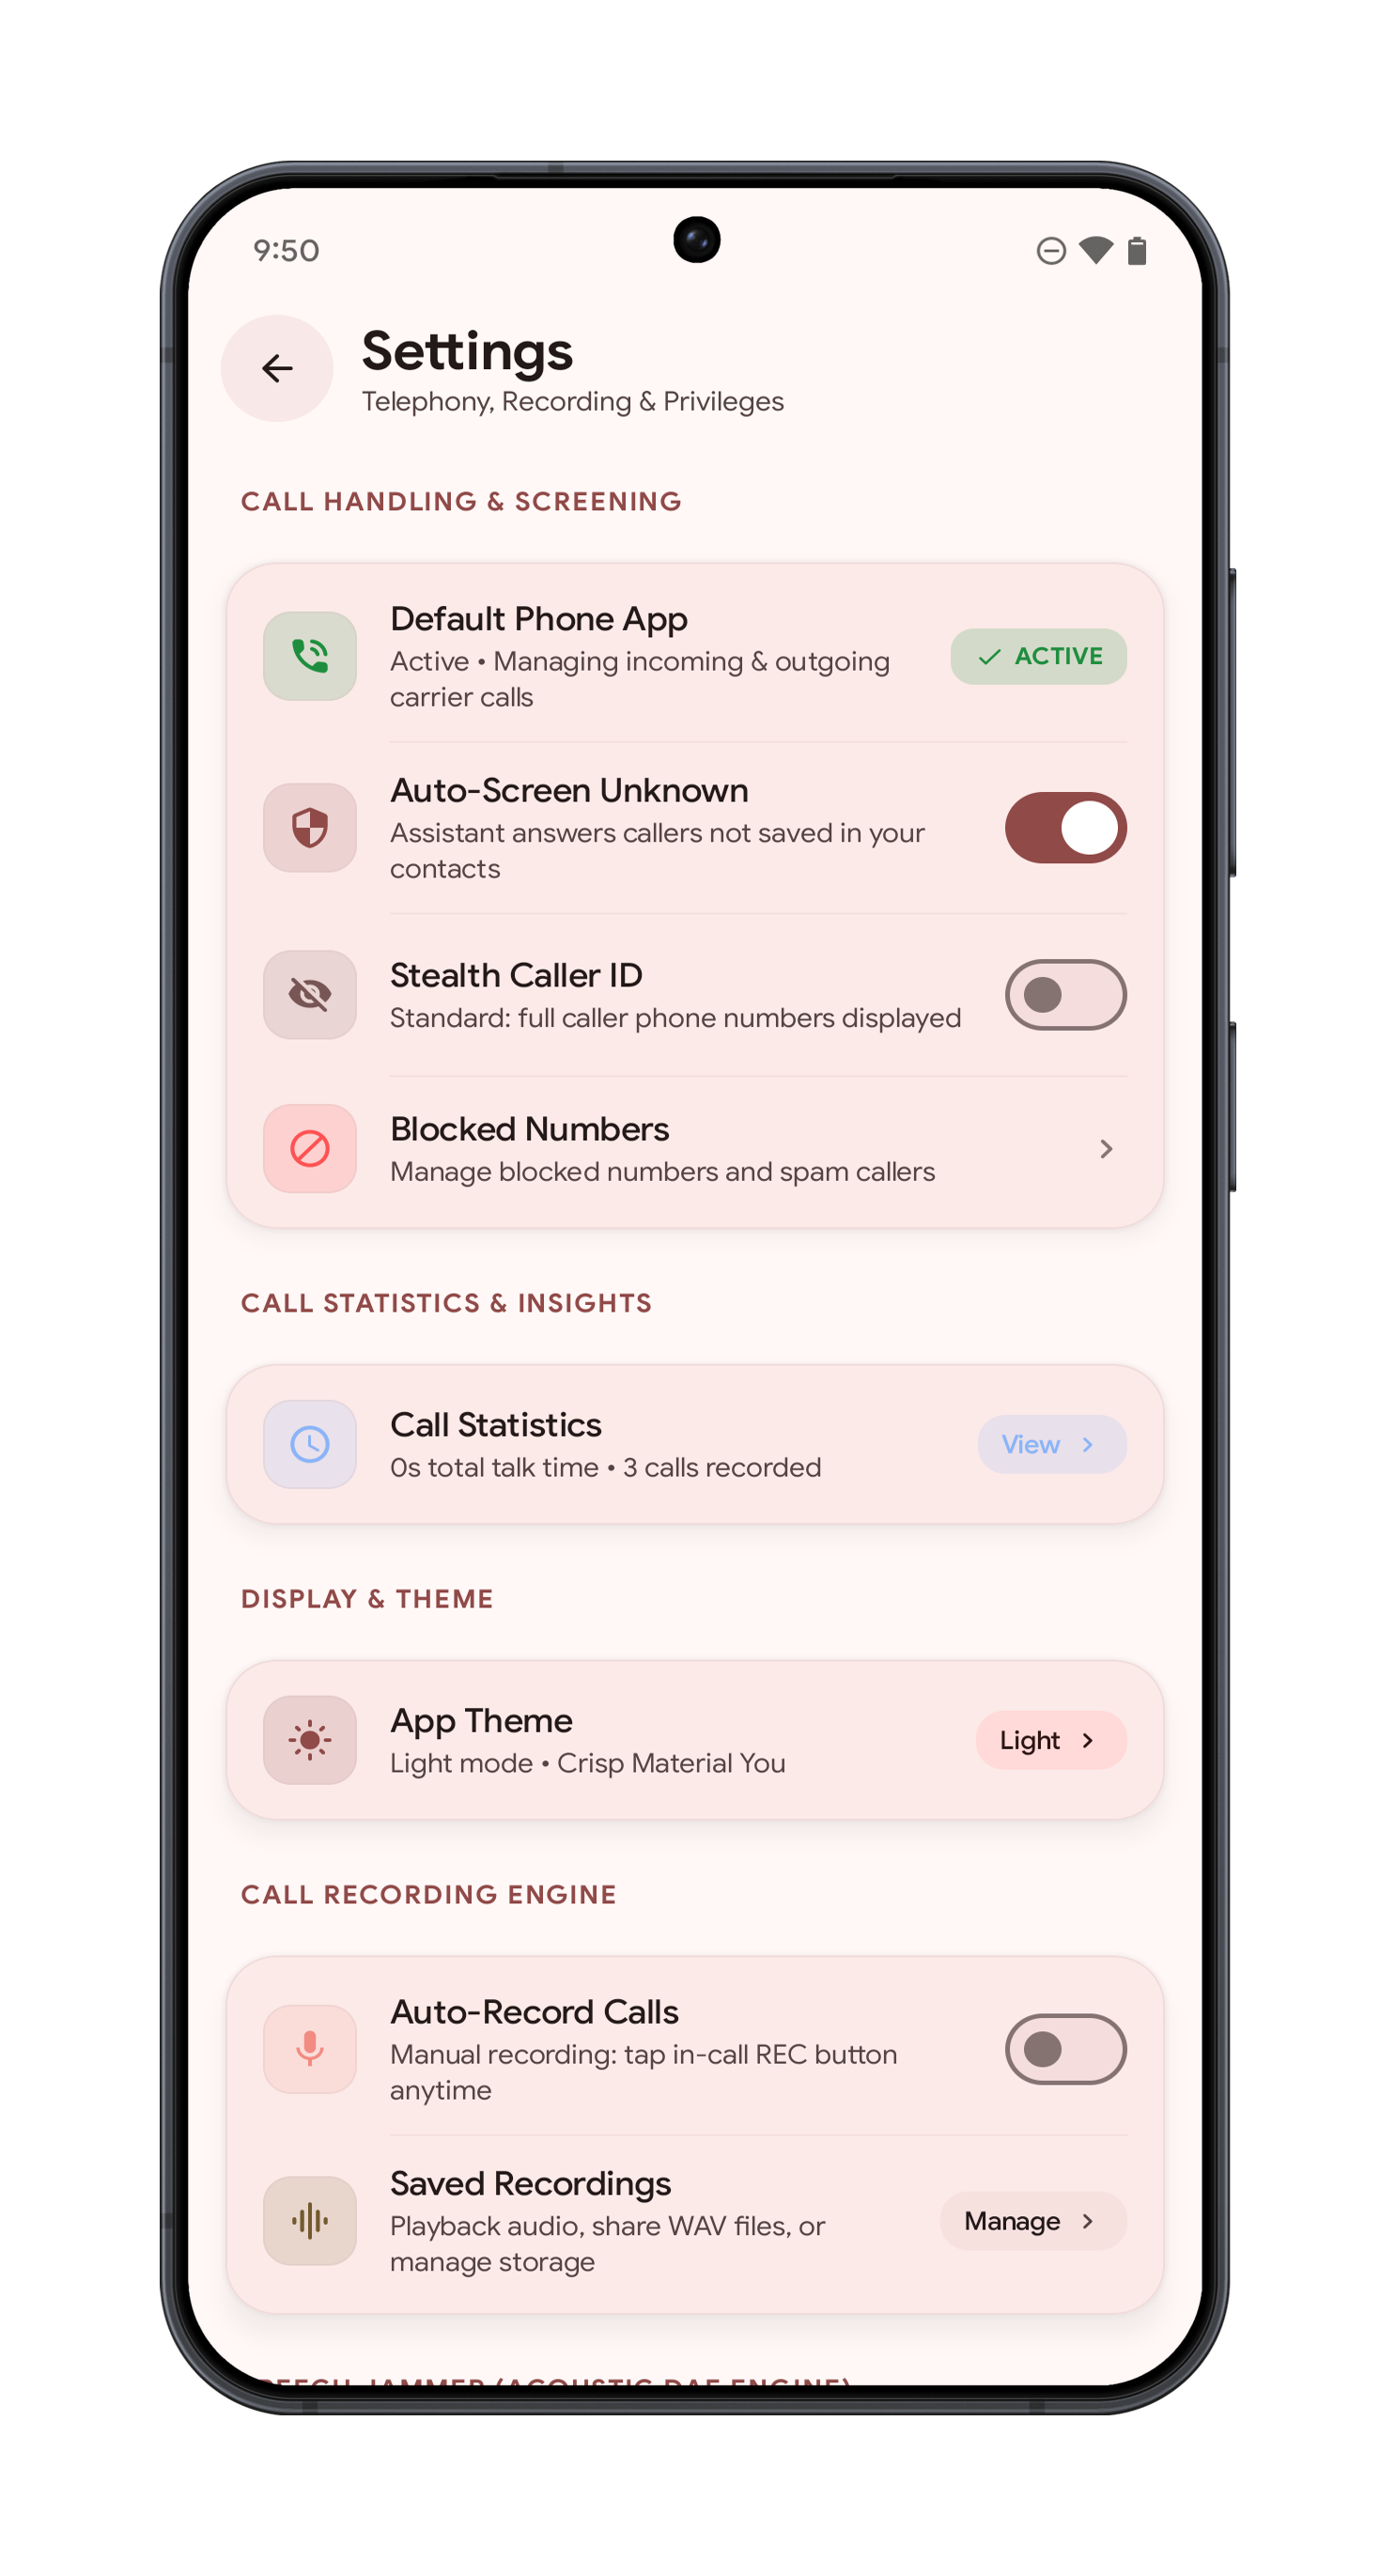 9:50
Settings
Telephony, Recording & Privileges
CALL HANDLING & SCREENING
Default Phone App
Active • Managing incoming & outgoing
carrier calls
ACTIVE
Auto-Screen Unknown
Assistant answers callers not saved in your
contacts
Stealth Caller ID
Standard: full caller phone numbers displayed
Blocked Numbers
Manage blocked numbers and spam callers
CALL STATISTICS & INSIGHTS
Call Statistics
0s total talk time • 3 calls recorded
View
DISPLAY & THEME
App Theme
Light mode • Crisp Material You
Light
CALL RECORDING ENGINE
Auto-Record Calls
Manual recording: tap in-call REC button
anytime
Saved Recordings
Playback audio, share WAV files, or
manage storage
Manage
JAMMER (ACOUSTIC DAF ENGINE)